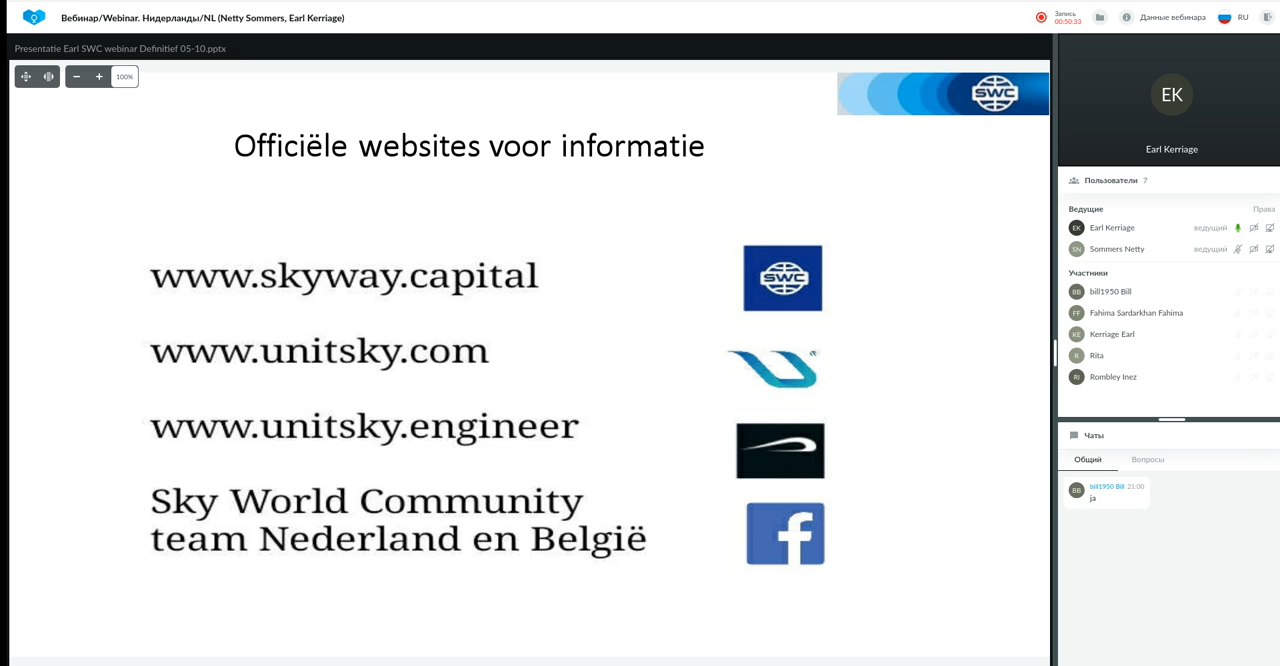 Вебинар/Webinar. Нидерланды/NL (Netty Sommers, Earl Kerriage)
Запись
00:50:33
Данные вебинара
RU
Presentatie Earl SWC webinar Definitief 05-10.pptx
100%
SWC
Officiële websites voor informatie
www.skyway.capital
SWC
www.unitsky.com
www.unitsky.engineer
Sky World Community
team Nederland en België
f
EK
Earl Kerriage
Пользователи 7
Ведущие Права
EK Earl Kerriage ведущий
SN Sommers Netty ведущий
Участники
BB bill1950 Bill
FF Fahima Sardarkhan Fahima
KE Kerriage Earl
R Rita
RI Rombley Inez
Чаты
Общий Вопросы
BB bill1950 Bill 21:00
ja